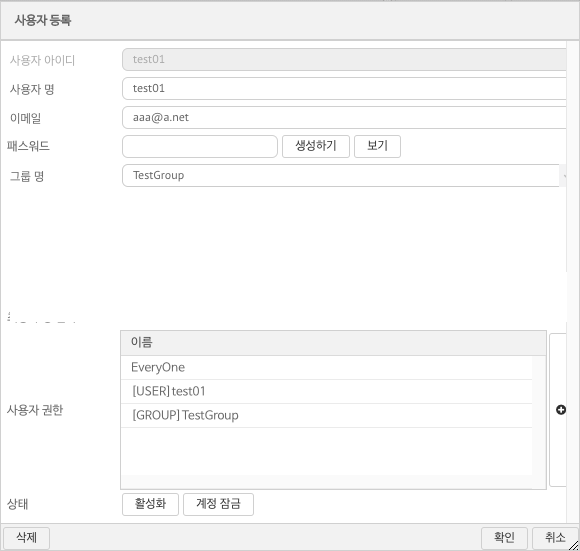 사용자 등록
사용자 아이디 test01
사용자 명 test01
이메일 aaa@a.net
패스워드 생성하기 보기
그룹 명 TestGroup
이름
EveryOne
[USER] test01
사용자 권한
[GROUP] TestGroup
상태 활성화 계정 잠금
삭제 확인 취소